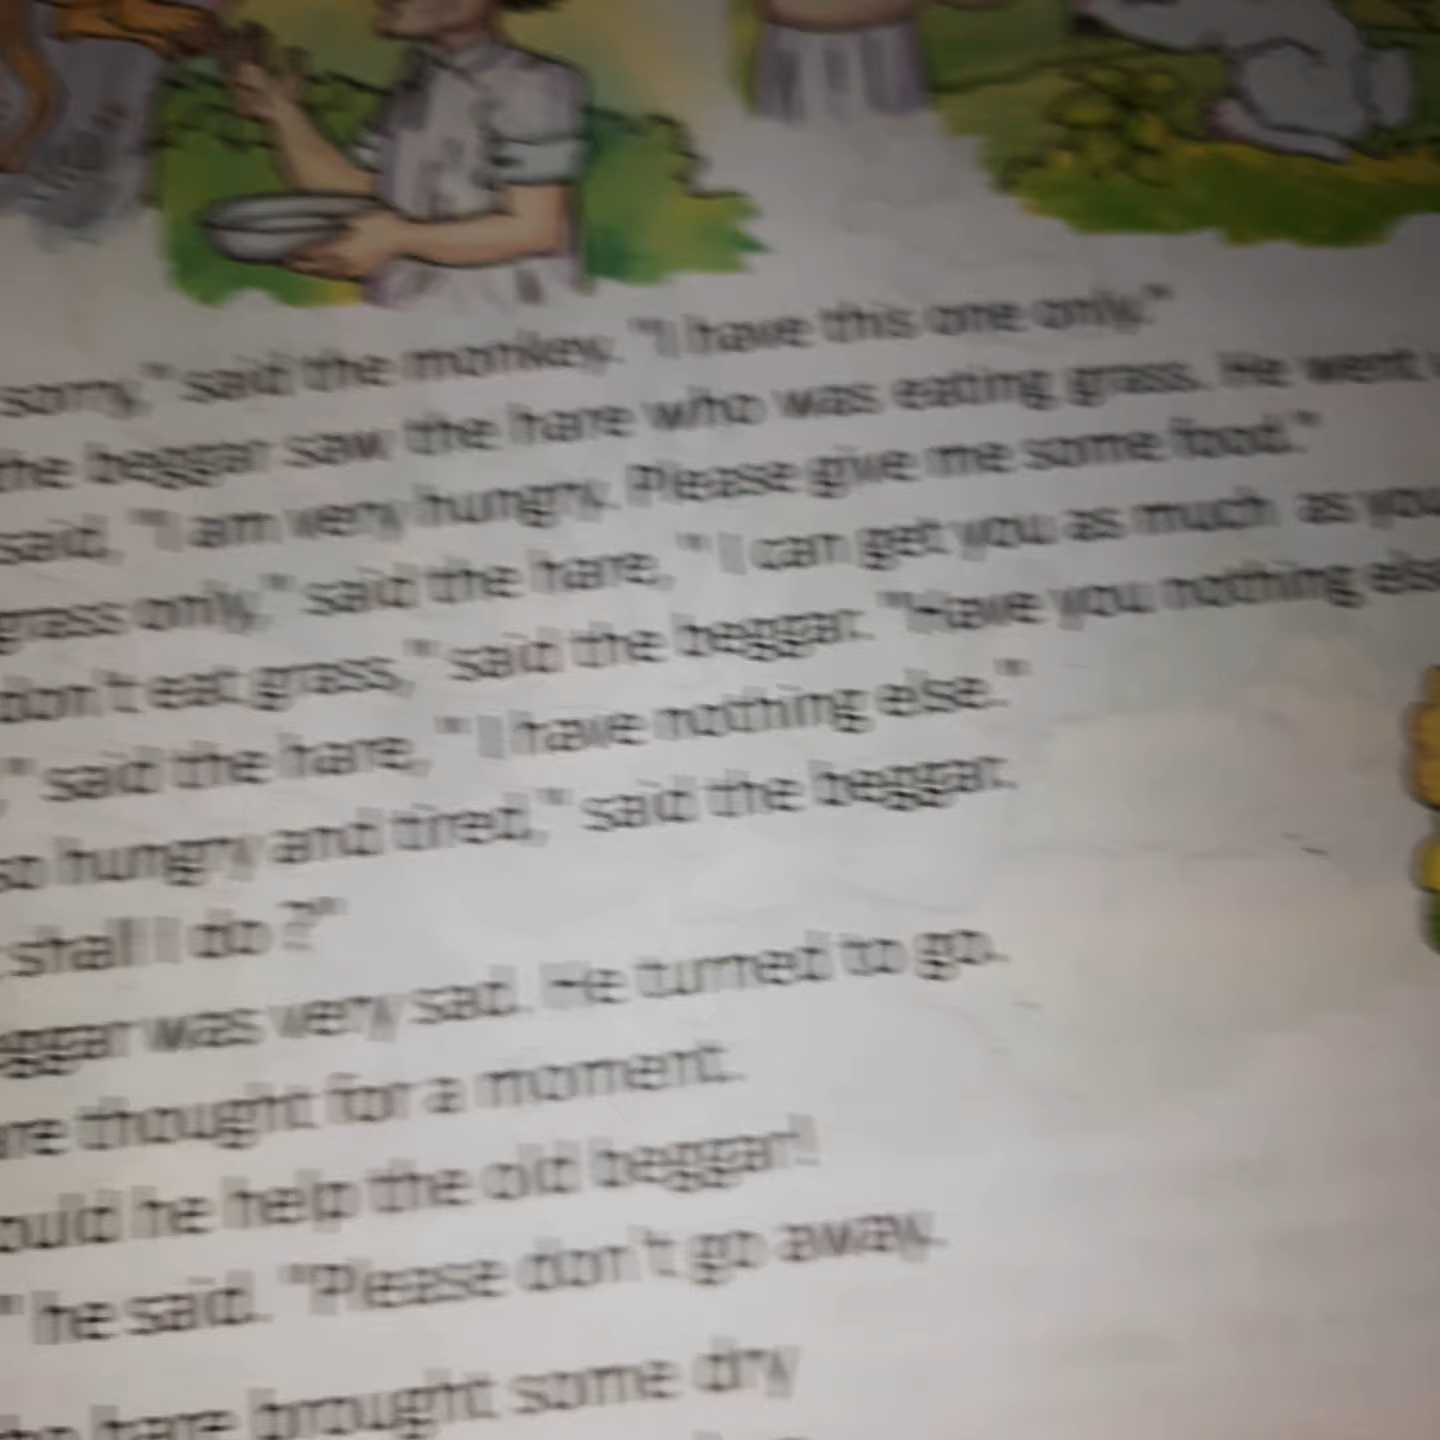 sorry," said the monkey. "I have this one only."
the beggar saw the hare who was eating grass. He went
said, "I am very hungry. Please give me some food."
grass only," said the hare, "I can get you as much as you
don't eat grass," said the beggar. "Have you nothing else
," said the hare, "I have nothing else."
so hungry and tired," said the beggar.
shall I do ?"
ggar was very sad. He turned to go.
are thought for a moment.
ould he help the old beggar!
" he said. "Please don't go away.
hare brought some dry